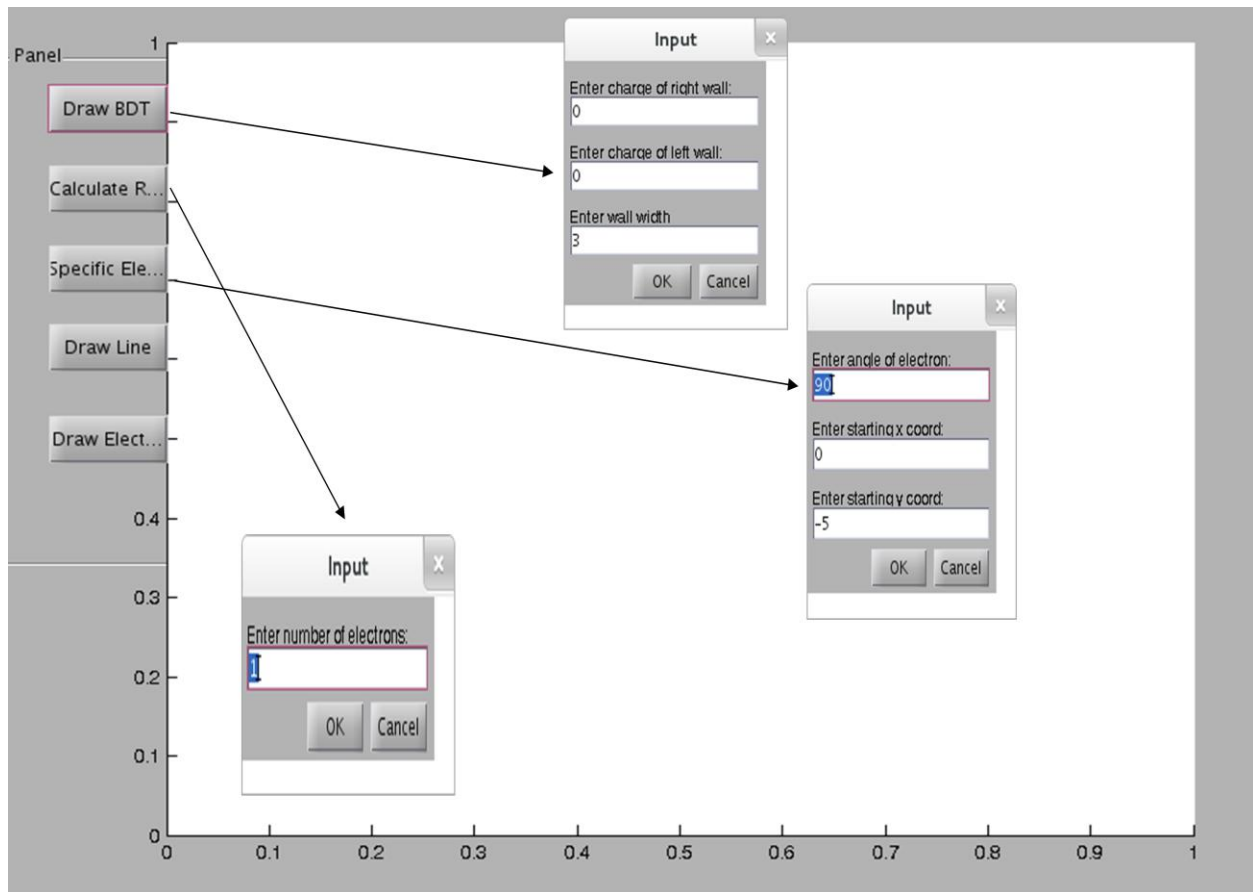 Panel
Draw BDT
Calculate R...
Specific Ele...
Draw Line
Draw Elect...
Input
x
Enter charge of right wall:
0
Enter charge of left wall:
0
Enter wall width
3
OK Cancel
Input
x
Enter angle of electron:
90
Enter starting x coord:
0
Enter starting y coord:
-5
OK Cancel
Input
x
Enter number of electrons:
1
OK Cancel
1
0.4
0.3
0.2
0.1
0
0 0.1 0.2 0.3 0.4 0.5 0.6 0.7 0.8 0.9 1